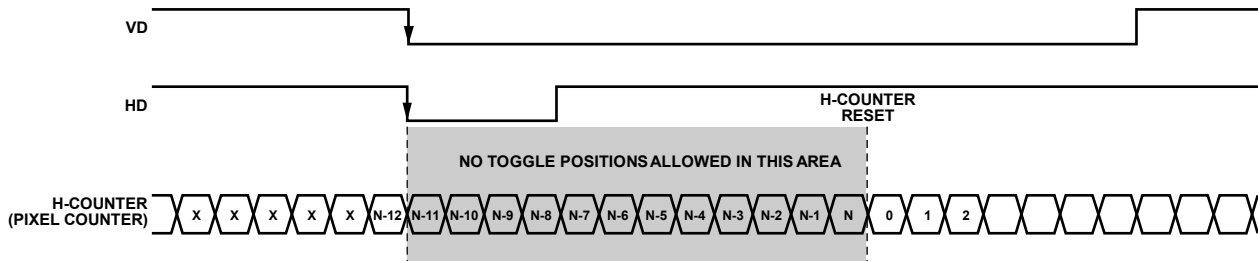 VD
HD
H-COUNTER
RESET
NO TOGGLE POSITIONS ALLOWED IN THIS AREA
H-COUNTER
(PIXEL COUNTER)
X X X X X N-12 N-11 N-10 N-9 N-8 N-7 N-6 N-5 N-4 N-3 N-2 N-1 N 0 1 2